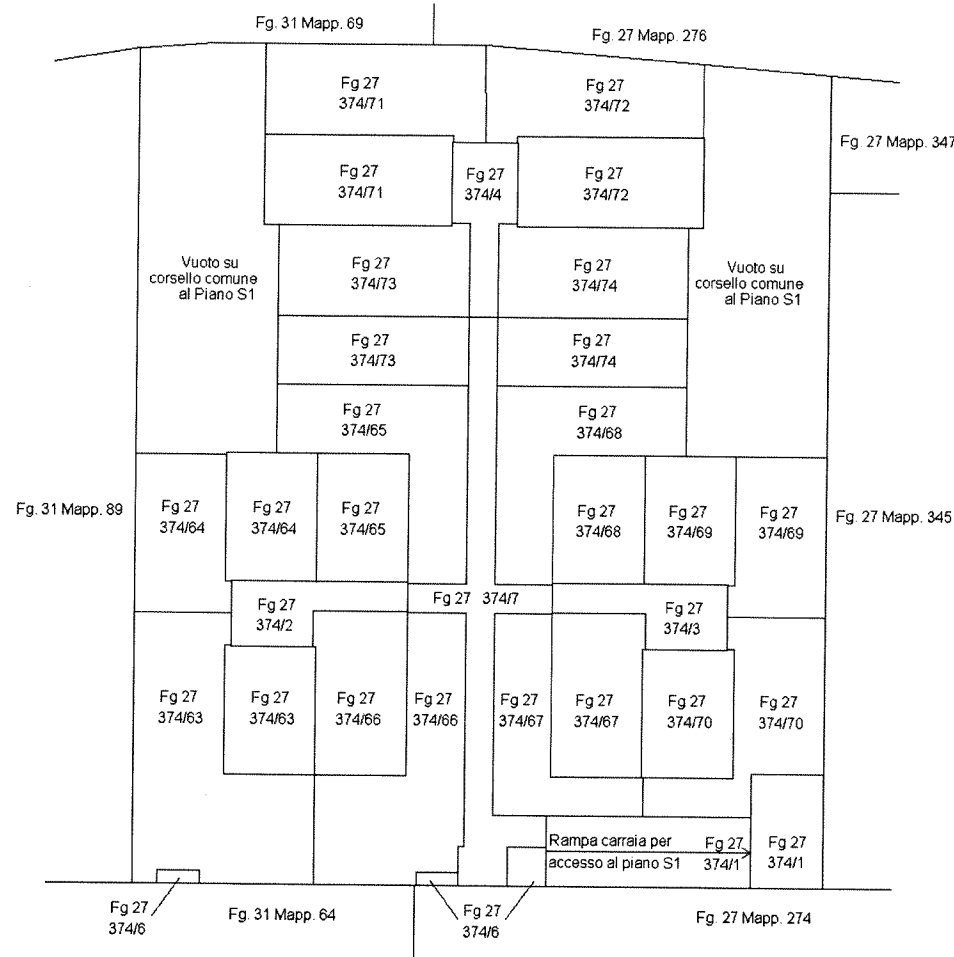 Fg. 31 Mapp. 69
Fg. 27 Mapp. 276
Fg 27
374/71
Fg 27
374/72
Fg. 27 Mapp. 347
Fg 27
374/71
Fg 27
374/4
Fg 27
374/72
Vuoto su
corsello comune
al Piano S1
Fg 27
374/73
Fg 27
374/74
Vuoto su
corsello comune
al Piano S1
Fg 27
374/73
Fg 27
374/74
Fg 27
374/65
Fg 27
374/68
Fg. 31 Mapp. 89
Fg 27
374/64
Fg 27
374/64
Fg 27
374/65
Fg 27
374/68
Fg 27
374/69
Fg 27
374/69
Fg. 27 Mapp. 345
Fg 27
374/2
Fg 27 374/7
Fg 27
374/3
Fg 27
374/63
Fg 27
374/63
Fg 27
374/66
Fg 27
374/66
Fg 27
374/67
Fg 27
374/67
Fg 27
374/70
Fg 27
374/70
Rampa carraia per
accesso al piano S1
Fg 27
374/1
Fg 27
374/1
Fg 27
374/6
Fg. 31 Mapp. 64
Fg 27
374/6
Fg. 27 Mapp. 274